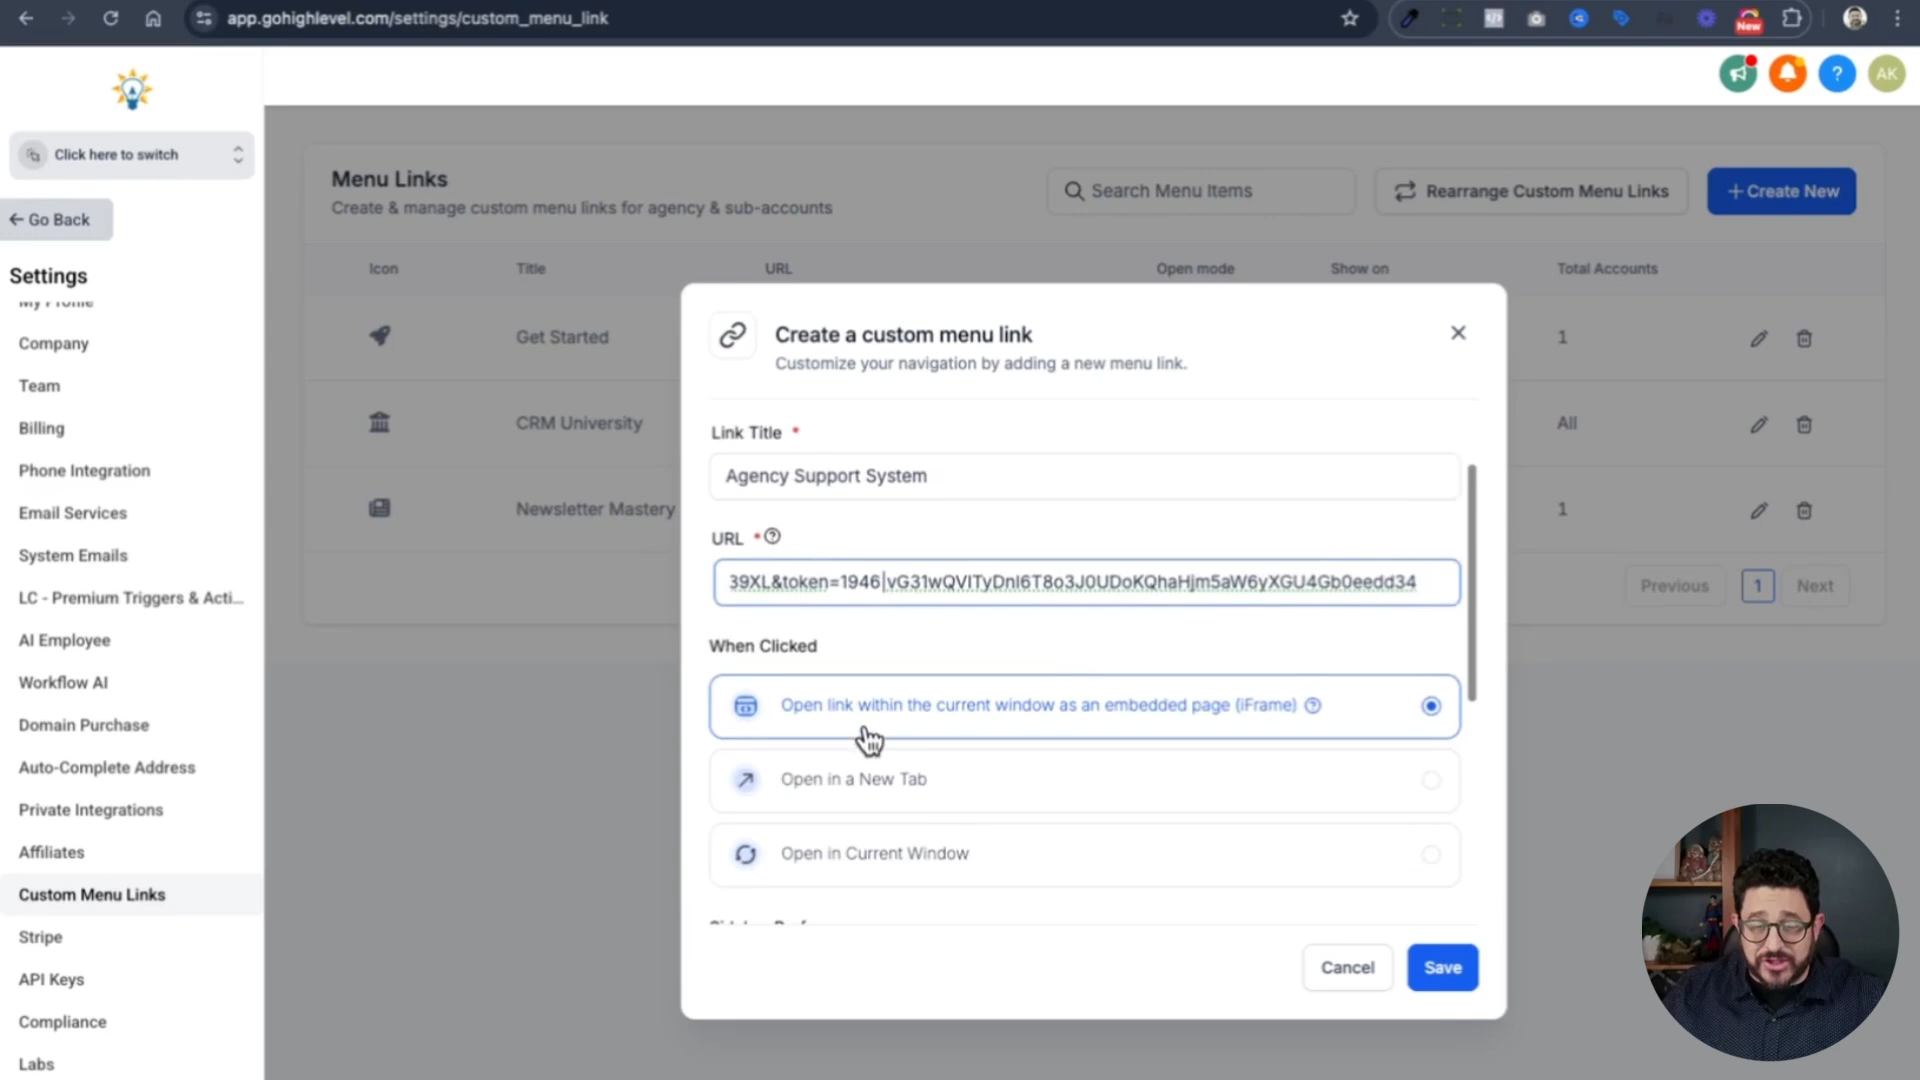 app.gohighlevel.com/settings/custom_menu_link
New
AK
Click here to switch
Go Back
Settings
My Profile
Company
Team
Billing
Phone Integration
Email Services
System Emails
LC - Premium Triggers & Acti...
AI Employee
Workflow AI
Domain Purchase
Auto-Complete Address
Private Integrations
Affiliates
Custom Menu Links
Stripe
API Keys
Compliance
Labs
Menu Links
Create & manage custom menu links for agency & sub-accounts
Search Menu Items
Rearrange Custom Menu Links
+ Create New
Icon Title URL Open mode Show on Total Accounts
Get Started 1
CRM University All
Newsletter Mastery 1
Previous 1 Next
Create a custom menu link
Customize your navigation by adding a new menu link.
Link Title *
Agency Support System
URL *
39XL&token=1946|vG31wQVITyDnI6T8o3J0UDoKQhaHjm5aW6yXGU4Gb0eedd34
When Clicked
Open link within the current window as an embedded page (iFrame)
Open in a New Tab
Open in Current Window
Cancel
Save